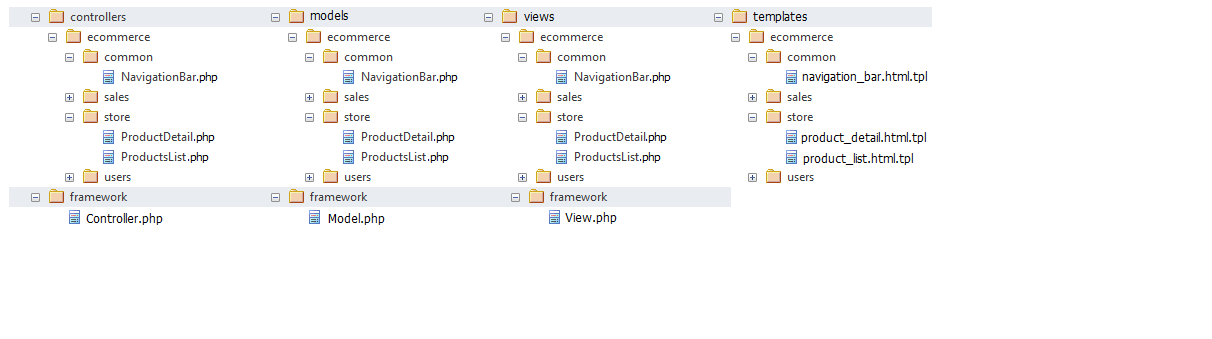 controllers models views templates
ecommerce ecommerce ecommerce ecommerce
common common common common
NavigationBar.php NavigationBar.php NavigationBar.php navigation_bar.html.tpl
sales sales sales sales
store store store store
ProductDetail.php ProductDetail.php ProductDetail.php product_detail.html.tpl
ProductsList.php ProductsList.php ProductsList.php product_list.html.tpl
users users users users
framework framework framework
Controller.php Model.php View.php